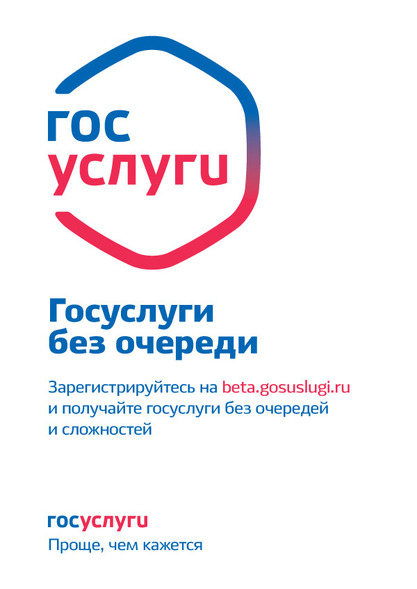 гос
услуги
Госуслуги
без очереди
Зарегистрируйтесь на beta.gosuslugi.ru
и получайте госуслуги без очередей
и сложностей
госуслуги
Проще, чем кажется